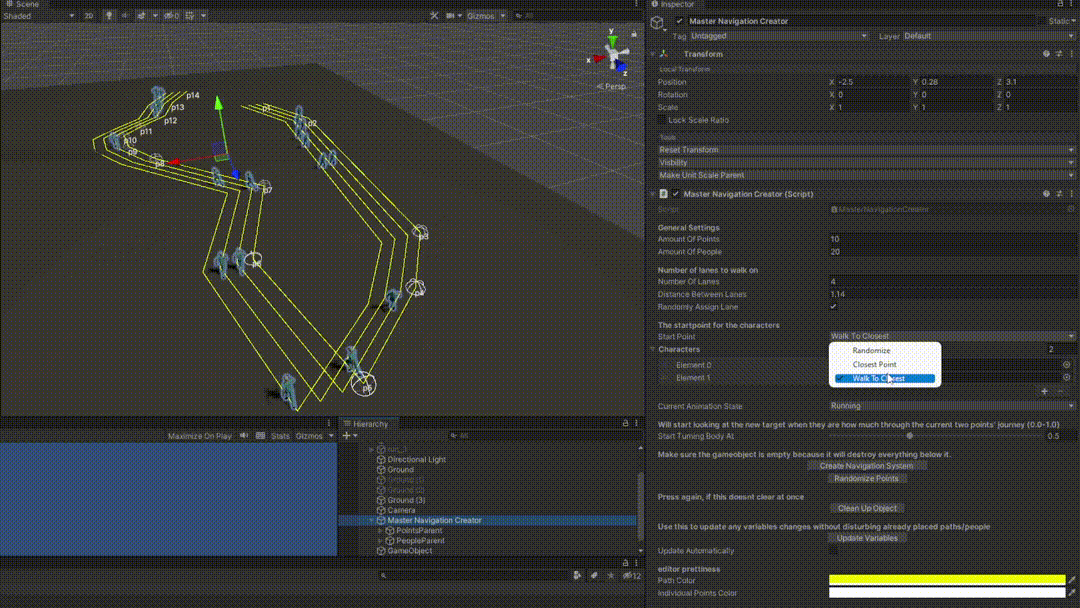 Scene
Shaded
2D
Gizmos
All
y
x
z
Persp
p14
p13
p12
p11
p10
p9
p8
p7
p1
p2
p3
p4
p6
Maximize On Play
Stats
Gizmos
Hierarchy
All
Directional Light
Ground
Ground (1)
Ground (2)
Ground (3)
Camera
Master Navigation Creator
PointsParent
PeopleParent
GameObject
12
Inspector
Master Navigation Creator
Static
Tag Untagged
Layer Default
Transform
Local Transform
Position X -2.5 Y 0.28 Z 3.1
Rotation X 0 Y 0 Z 0
Scale X 1 Y 1 Z 1
Lock Scale Ratio
Tools
Reset Transform
Visibility
Make Unit Scale Parent
Master Navigation Creator (Script)
Script MasterNavigationCreator
General Settings
Amount Of Points 10
Amount Of People 20
Number of lanes to walk on
Number Of Lanes 4
Distance Between Lanes 1.14
Randomly Assign Lane
The startpoint for the characters
Start Point Walk To Closest
Randomize
Closest Point
Walk To Closest
Characters 2
Element 0
Element 1
Current Animation State Running
Will start looking at the new target when they are how much through the current two points' journey (0.0-1.0)
Start Turning Body At 0.5
Make sure the gameobject is empty because it will destroy everything below it.
Create Navigation System
Randomize Points
Press again, if this doesnt clear at once
Clean Up Object
Use this to update any variables changes without disturbing already placed paths/people
Update Variables
Update Automatically
editor prettiness
Path Color
Individual Points Color